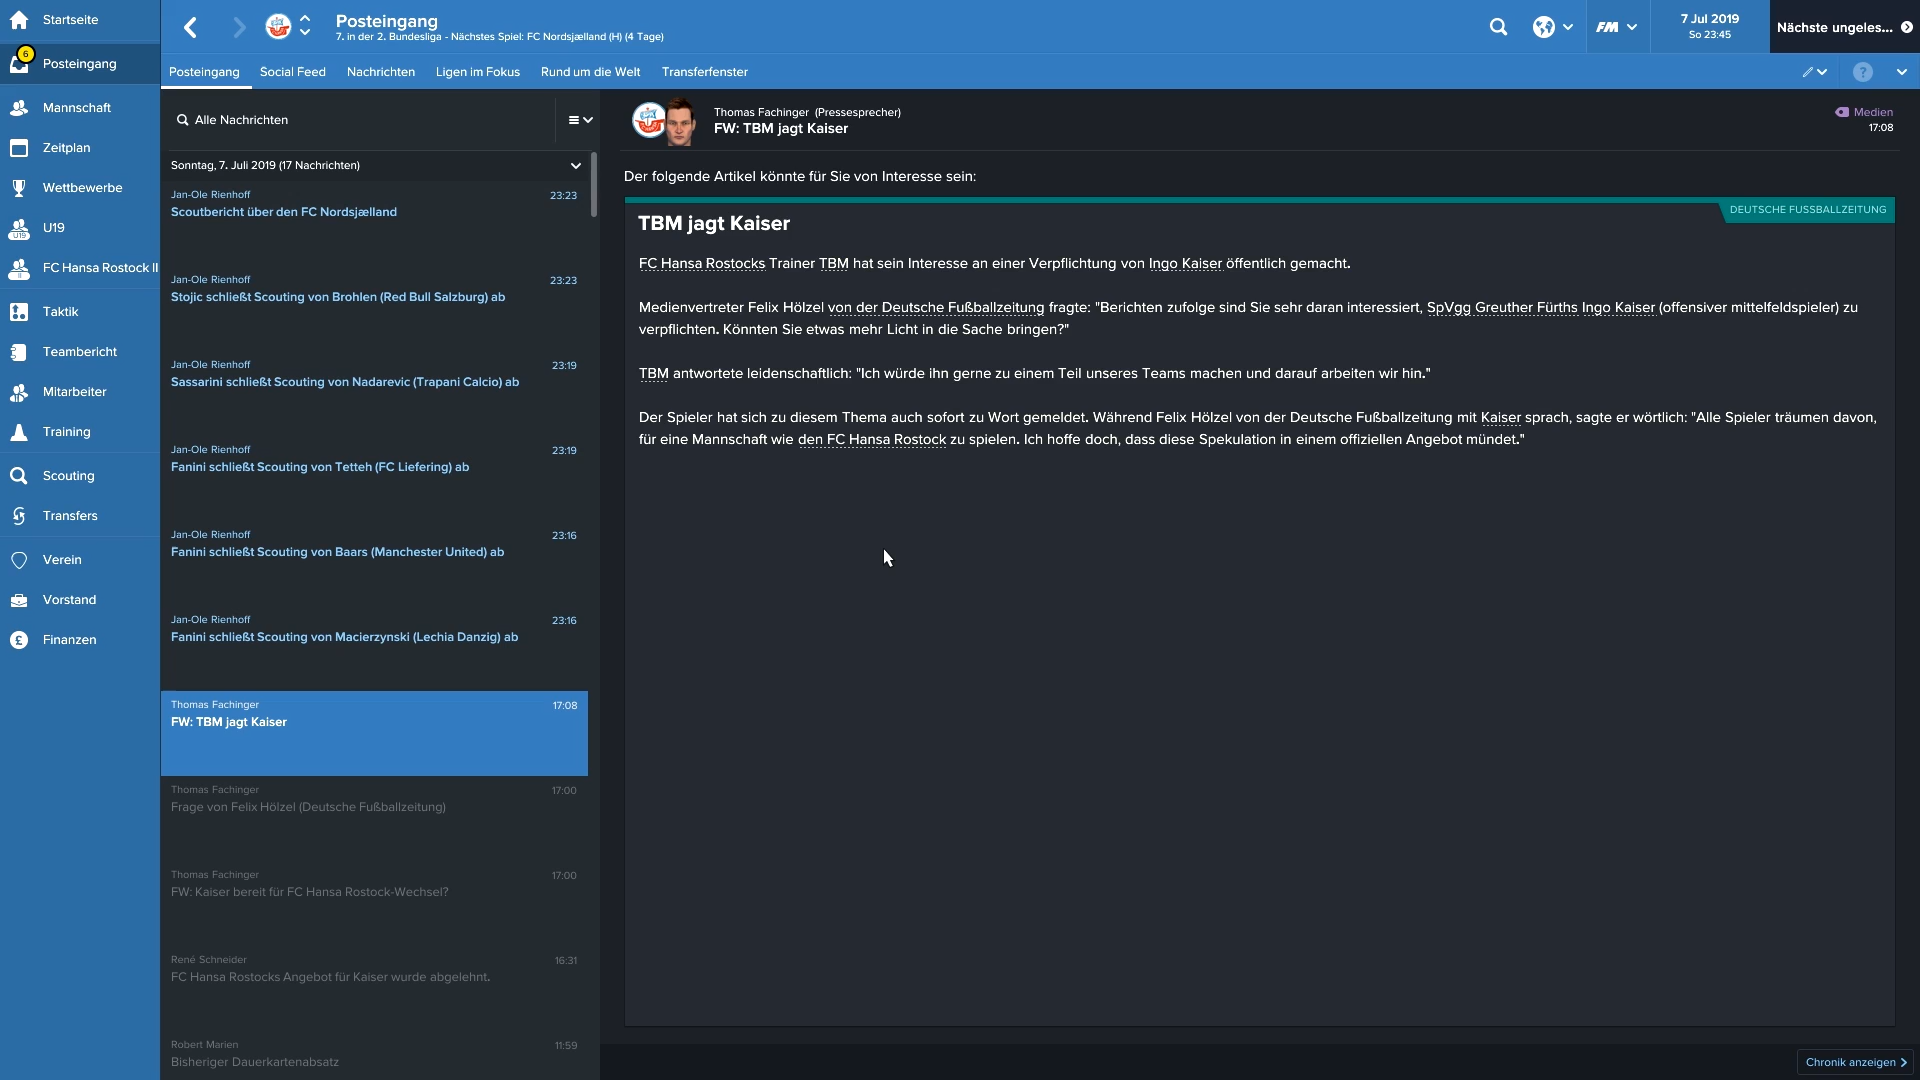 Startseite
6
Posteingang
Mannschaft
Zeitplan
Wettbewerbe
U19
U19
FC Hansa Rostock II
II
Taktik
Teambericht
Mitarbeiter
Training
Scouting
Transfers
Verein
Vorstand
£
Finanzen
Posteingang
7. in der 2. Bundesliga - Nächstes Spiel: FC Nordsjælland (H) (4 Tage)
FM
7 Jul 2019
So 23:45
Nächste ungeles...
Posteingang
Social Feed
Nachrichten
Ligen im Fokus
Rund um die Welt
Transferfenster
?
Alle Nachrichten
Sonntag, 7. Juli 2019 (17 Nachrichten)
Jan-Ole Rienhoff 23:23
Scoutbericht über den FC Nordsjælland
Jan-Ole Rienhoff 23:23
Stojic schließt Scouting von Brohlen (Red Bull Salzburg) ab
Jan-Ole Rienhoff 23:19
Sassarini schließt Scouting von Nadarevic (Trapani Calcio) ab
Jan-Ole Rienhoff 23:19
Fanini schließt Scouting von Tetteh (FC Liefering) ab
Jan-Ole Rienhoff 23:16
Fanini schließt Scouting von Baars (Manchester United) ab
Jan-Ole Rienhoff 23:16
Fanini schließt Scouting von Macierzynski (Lechia Danzig) ab
Thomas Fachinger 17:08
FW: TBM jagt Kaiser
Thomas Fachinger 17:00
Frage von Felix Hölzel (Deutsche Fußballzeitung)
Thomas Fachinger 17:00
FW: Kaiser bereit für FC Hansa Rostock-Wechsel?
René Schneider 16:31
FC Hansa Rostocks Angebot für Kaiser wurde abgelehnt.
Robert Marien 11:59
Bisheriger Dauerkartenabsatz
Thomas Fachinger (Pressesprecher)
FW: TBM jagt Kaiser
Medien
17:08
Der folgende Artikel könnte für Sie von Interesse sein:
DEUTSCHE FUSSBALLZEITUNG
TBM jagt Kaiser
FC Hansa Rostocks Trainer TBM hat sein Interesse an einer Verpflichtung von Ingo Kaiser öffentlich gemacht.
Medienvertreter Felix Hölzel von der Deutsche Fußballzeitung fragte: "Berichten zufolge sind Sie sehr daran interessiert, SpVgg Greuther Fürths Ingo Kaiser (offensiver mittelfeldspieler) zu
verpflichten. Könnten Sie etwas mehr Licht in die Sache bringen?"
TBM antwortete leidenschaftlich: "Ich würde ihn gerne zu einem Teil unseres Teams machen und darauf arbeiten wir hin."
Der Spieler hat sich zu diesem Thema auch sofort zu Wort gemeldet. Während Felix Hölzel von der Deutsche Fußballzeitung mit Kaiser sprach, sagte er wörtlich: "Alle Spieler träumen davon,
für eine Mannschaft wie den FC Hansa Rostock zu spielen. Ich hoffe doch, dass diese Spekulation in einem offiziellen Angebot mündet."
Chronik anzeigen